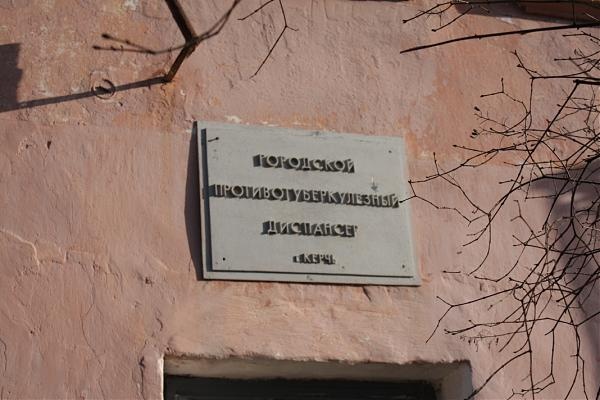 ГОРОДСКОЙ
ПРОТИВОТУБЕРКУЛЕЗНЫЙ
ДИСПАНСЕР
г. КЕРЧЬ